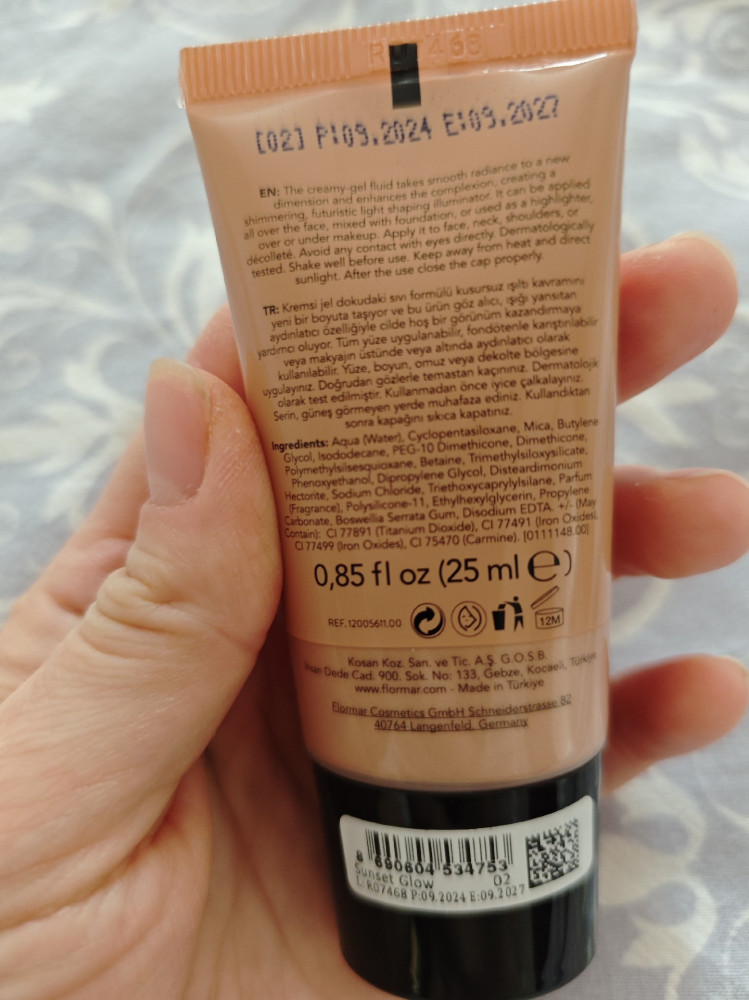 468
[02] P:09.2024 E:09.2027
EN: The creamy-gel fluid takes smooth radiance to a new
dimension and enhances the complexion, creating a
shimmering, futuristic light shaping illuminator. It can be applied
all over the face, mixed with foundation, or used as a highlighter,
over or under makeup. Apply it to face, neck, shoulders, or
décolleté. Avoid any contact with eyes directly. Dermatologically
tested. Shake well before use. Keep away from heat and direct
sunlight. After the use close the cap properly.
TR: Kremsi jel dokudaki sıvı formülü kusursuz ışıltı kavramını
yeni bir boyuta taşıyor ve bu ürün göz alıcı, ışığı yansıtan
aydınlatıcı özelliğiyle cilde hoş bir görünüm kazandırmaya
yardımcı oluyor. Tüm yüze uygulanabilir, fondötenle karıştırılabilir
veya makyajın üstünde veya altında aydınlatıcı olarak
kullanılabilir. Yüze, boyun, omuz veya dekolte bölgesine
uygulayınız. Doğrudan gözlerle temastan kaçınınız. Dermatolojik
olarak test edilmiştir. Kullanmadan önce iyice çalkalayınız.
Serin, güneş görmeyen yerde muhafaza ediniz. Kullandıktan
sonra kapağını sıkıca kapatınız.
Ingredients: Aqua (Water), Cyclopentasiloxane, Mica, Butylene
Glycol, Isododecane, PEG-10 Dimethicone, Dimethicone,
Polymethylsilsesquioxane, Betaine, Trimethylsiloxysilicate,
Phenoxyethanol, Dipropylene Glycol, Disteardimonium
Hectorite, Sodium Chloride, Triethoxycaprylylsilane, Parfum
(Fragrance), Polysilicone-11, Ethylhexylglycerin, Propylene
Carbonate, Boswellia Serrata Gum, Disodium EDTA. +/- (May
Contain): CI 77891 (Titanium Dioxide), CI 77491 (Iron Oxides),
CI 77499 (Iron Oxides), CI 75470 (Carmine). [0111148.00]
0,85 fl oz (25 ml ℮)
REF.12005611.00
12M
Kosan Koz. San. ve Tic. A.Ş. G.O.S.B.
Dede Cad. 900. Sok. No: 133, Gebze, Kocaeli, Türkiye
www.flormar.com - Made in Türkiye
Flormar Cosmetics GmbH Schneiderstrasse 82
40764 Langenfeld, Germany
8 690604 534753
Sunset Glow 02
L: R07468 P:09.2024 E:09.2027